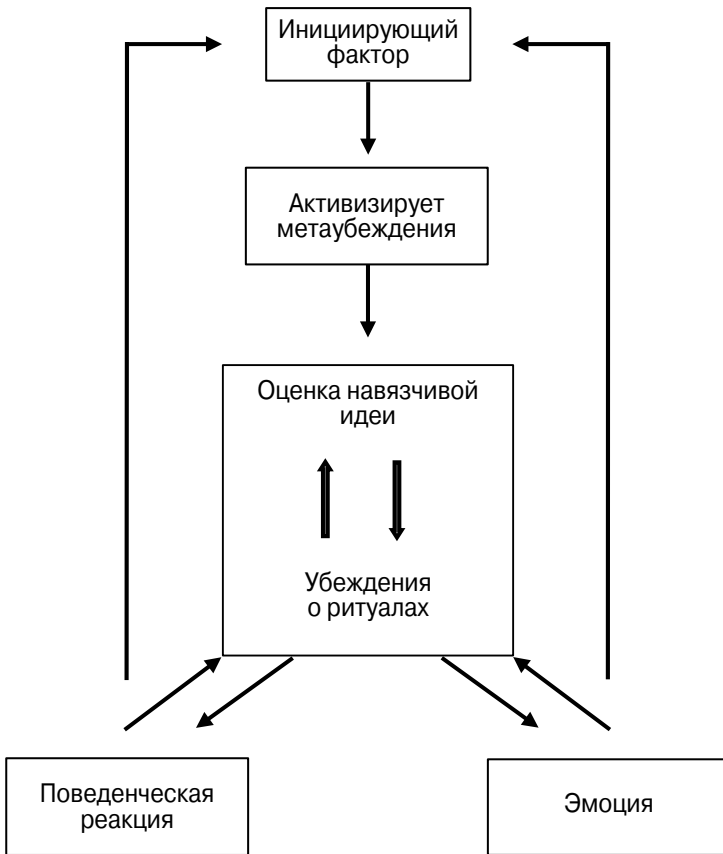 Инициирующий
фактор
Активизирует
метаубеждения
Оценка навязчивой
идеи
Убеждения
о ритуалах
Поведенческая
реакция
Эмоция